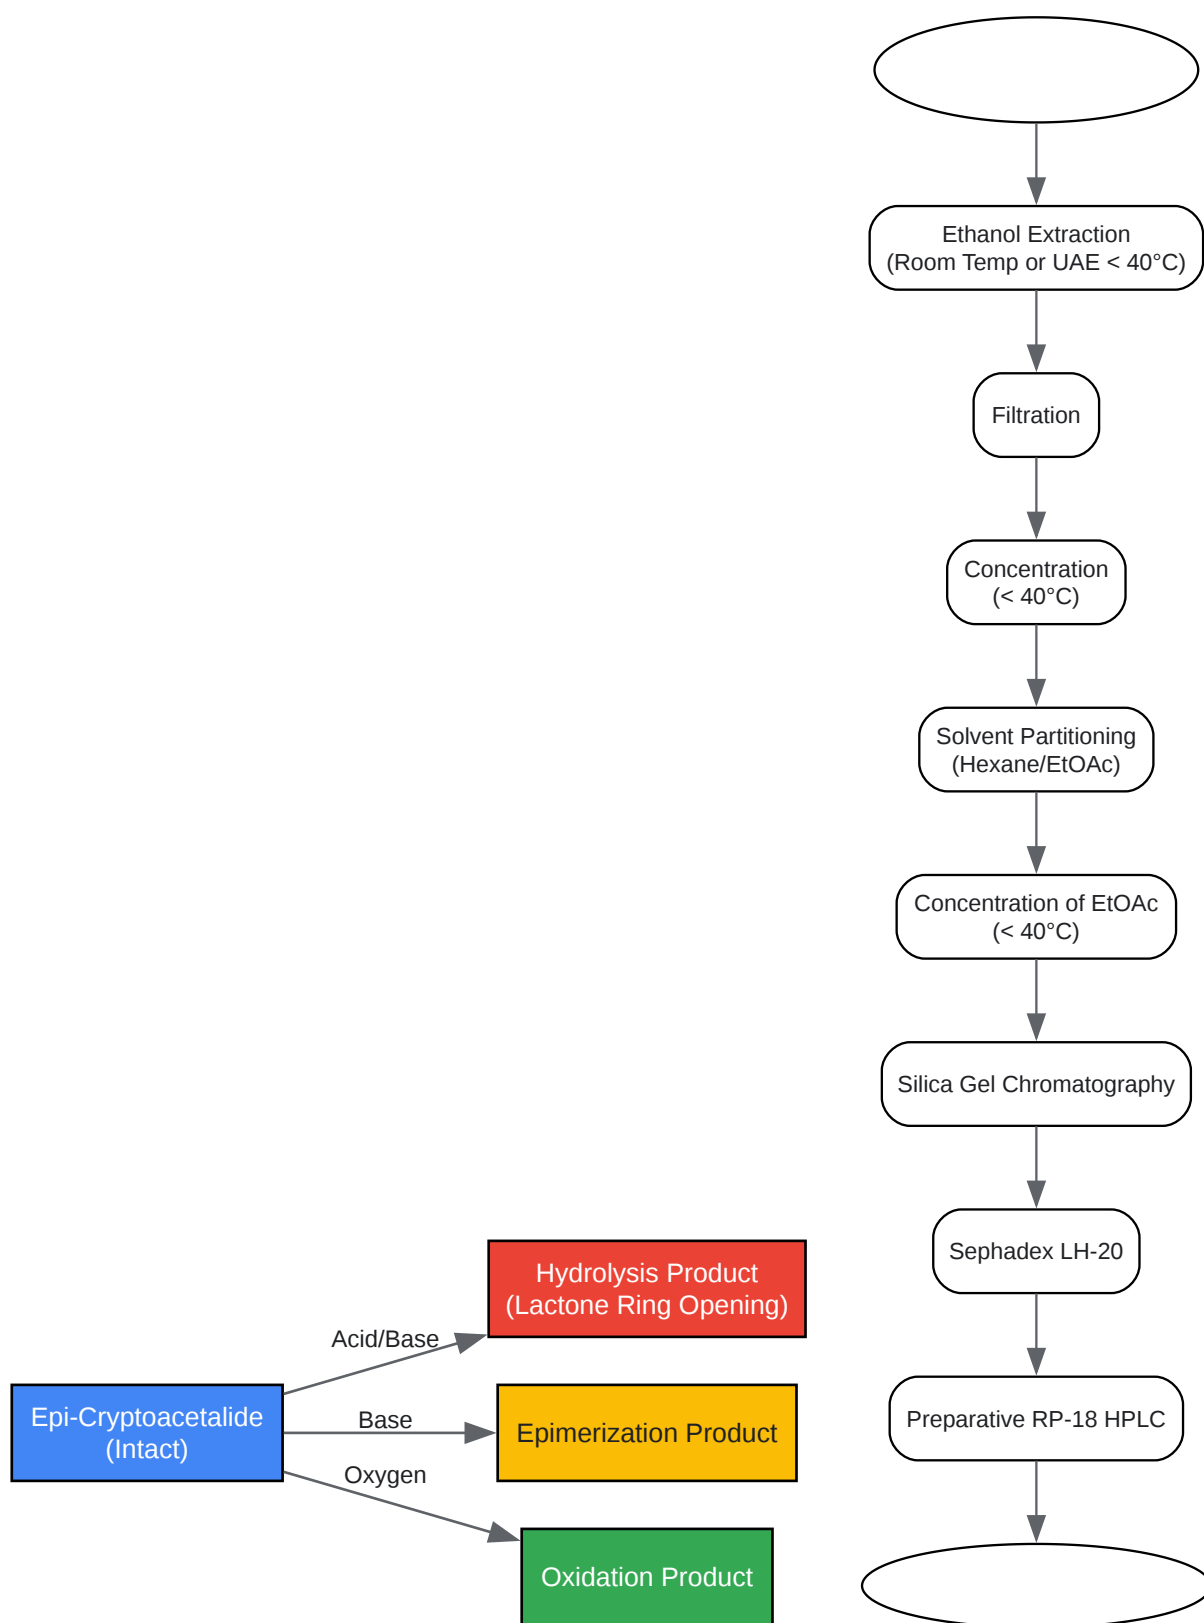 Ethanol Extraction
(Room Temp or UAE < 40°C)
Filtration
Concentration
(< 40°C)
Solvent Partitioning
(Hexane/EtOAc)
Concentration of EtOAc
(< 40°C)
Silica Gel Chromatography
Sephadex LH-20
Preparative RP-18 HPLC
Epi-Cryptoacetalide
(Intact)
Acid/Base
Hydrolysis Product
(Lactone Ring Opening)
Base
Epimerization Product
Oxygen
Oxidation Product